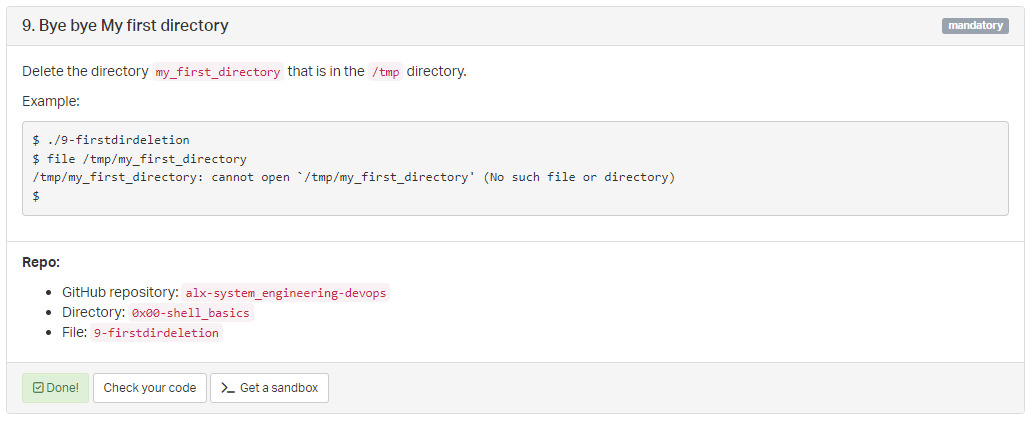 9. Bye bye My first directory
mandatory
Delete the directory my_first_directory that is in the /tmp directory.
Example:
$ ./9-firstdirdeletion
$ file /tmp/my_first_directory
/tmp/my_first_directory: cannot open `/tmp/my_first_directory' (No such file or directory)
$
Repo:
• GitHub repository: alx-system_engineering-devops
• Directory: 0x00-shell_basics
• File: 9-firstdirdeletion
Done! Check your code >_ Get a sandbox